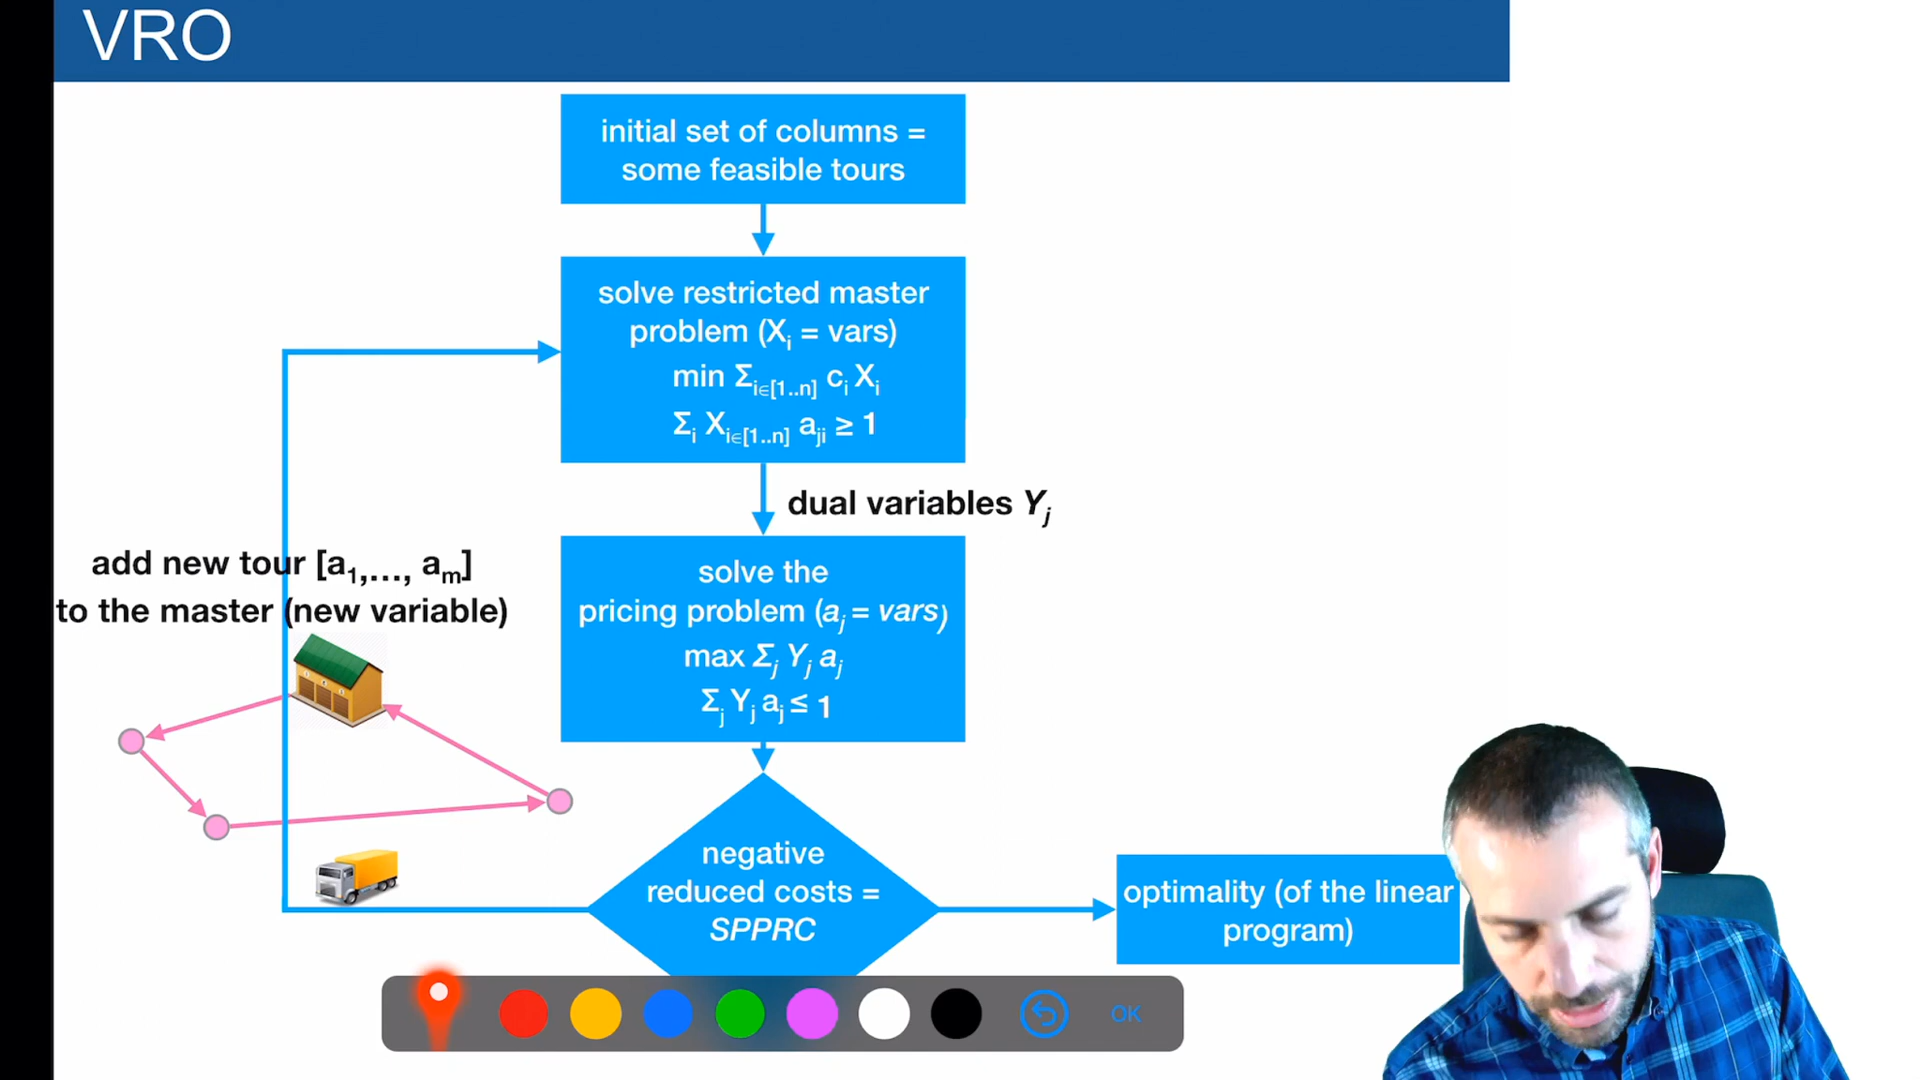 VRO
initial set of columns =
some feasible tours
solve restricted master
problem (Xᵢ = vars)
min Σᵢ∈[1..n] cᵢ Xᵢ
Σᵢ Xᵢ∈[1..n] aⱼᵢ ≥ 1
dual variables Yⱼ
add new tour [a₁,…, aₘ]
to the master (new variable)
solve the
pricing problem (aⱼ = vars)
max Σⱼ Yⱼ aⱼ
Σⱼ Yⱼ aⱼ ≤ 1
negative
reduced costs =
SPPRC
optimality (of the linear
program)
OK